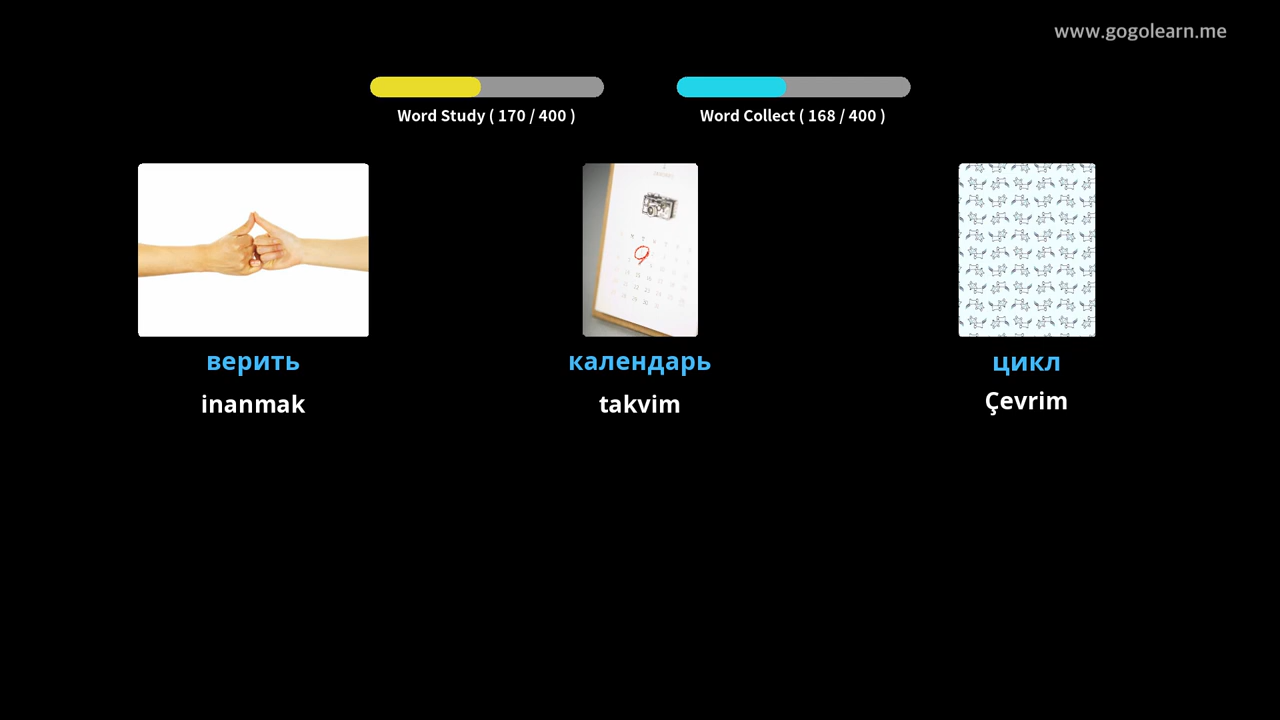 www.gogolearn.me
Word Study ( 170 / 400 )
Word Collect ( 168 / 400 )
верить
календарь
цикл
inanmak
takvim
Çevrim